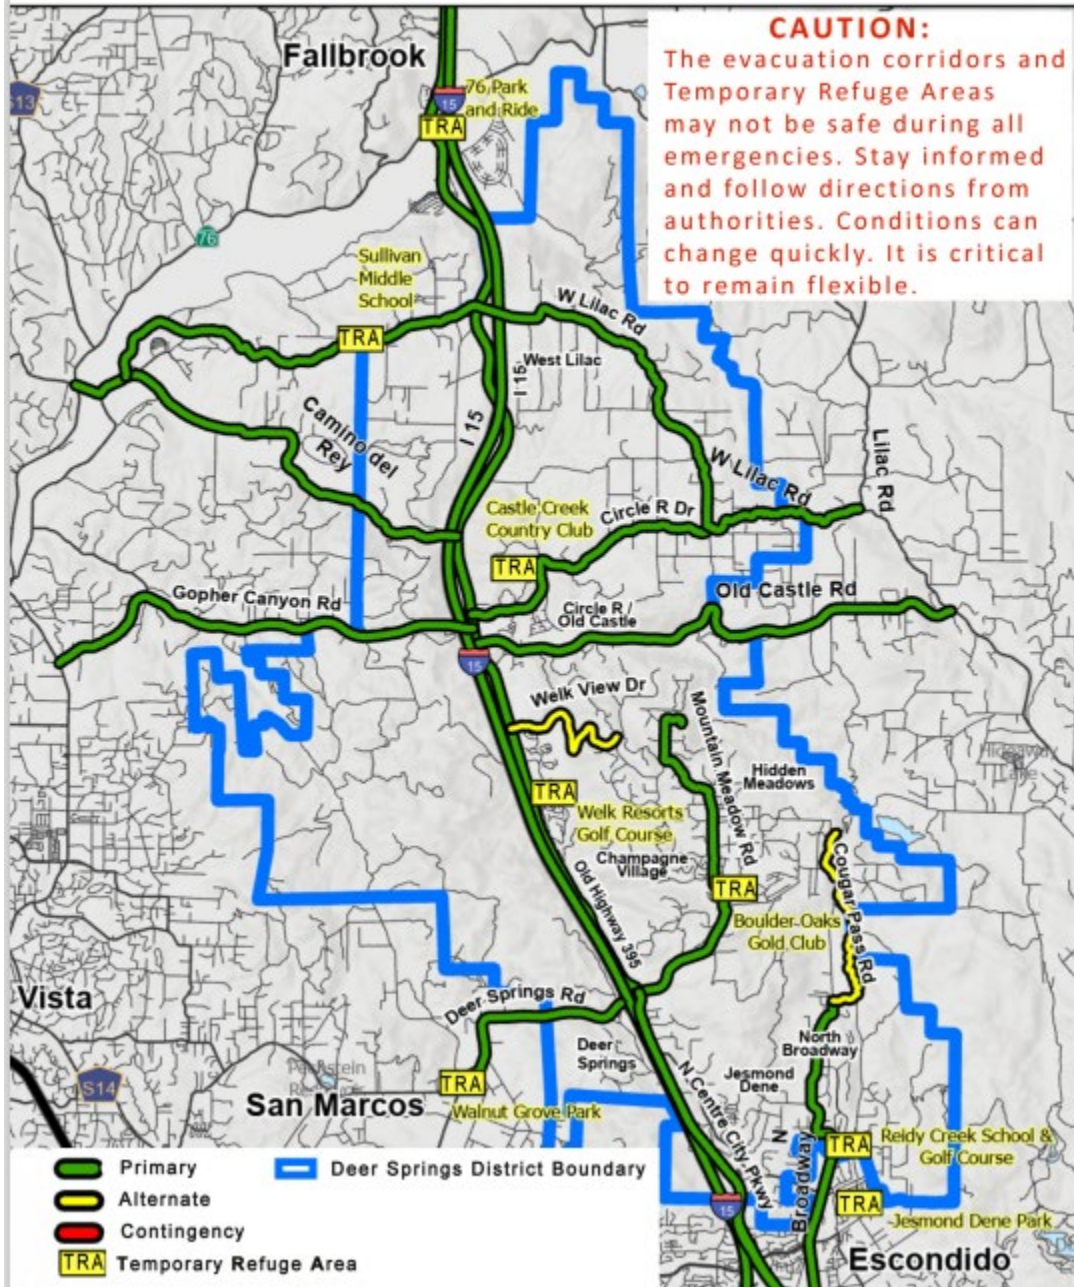 CAUTION:
The evacuation corridors and
Temporary Refuge Areas
may not be safe during all
emergencies. Stay informed
and follow directions from
authorities. Conditions can
change quickly. It is critical
to remain flexible.
Fallbrook
S13
15
76 Park
and Ride
TRA
76
Sullivan
Middle
School
TRA
W Lilac Rd
West Lilac
I 15
I 15
Camino del
Rey
W Lilac Rd
Lilac Rd
Castle Creek
Country Club
Circle R Dr
TRA
Gopher Canyon Rd
Circle R /
Old Castle
Old Castle Rd
15
Welk View Dr
Mountain Meadow Rd
Hidden
Meadows
Hideaway
Lake
TRA
Welk Resorts
Golf Course
Champagne
Village
Old Highway 395
TRA
Boulder Oaks
Gold Club
Cougar Pass Rd
Vista
Deer Springs Rd
Deer
Springs
North
Broadway
Jesmond
Dene
S14
San Marcos
TRA
Walnut Grove Park
N Centre City Pkwy
N
Broadway
TRA
Reidy Creek School &
Golf Course
TRA
Jesmond Dene Park
15
Escondido
Primary
Alternate
Contingency
TRA Temporary Refuge Area
Deer Springs District Boundary